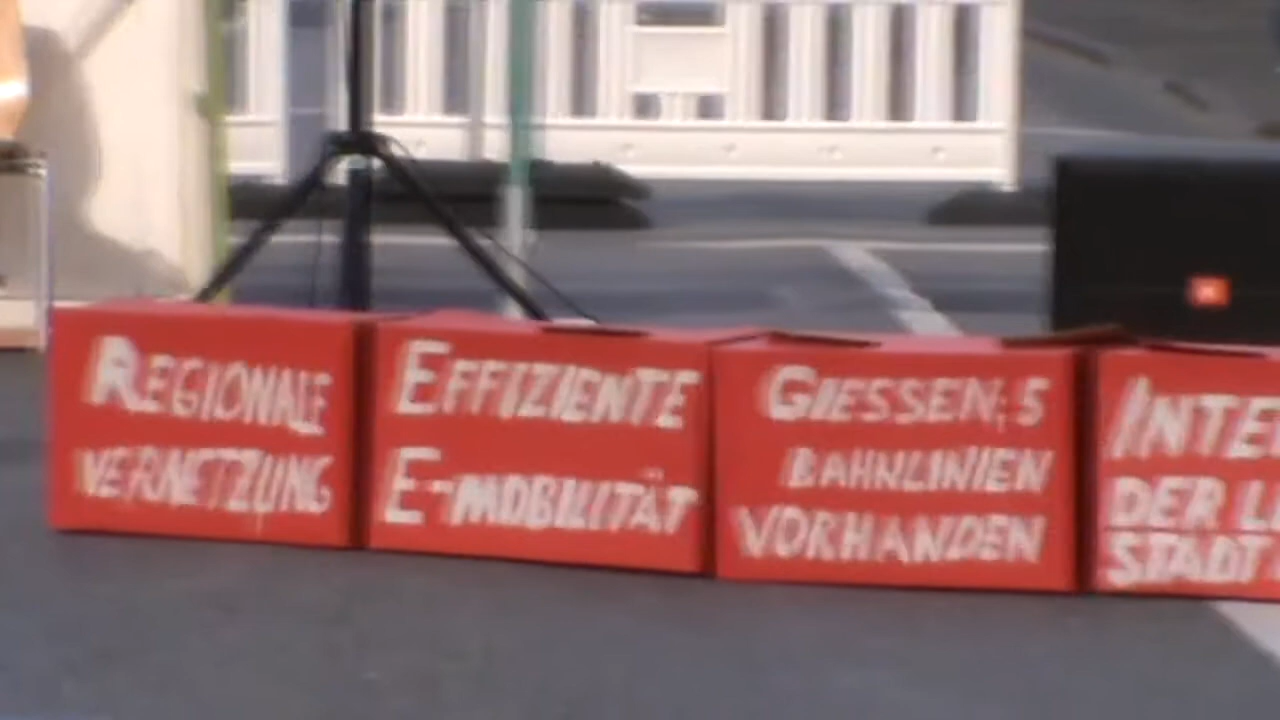 REGIONALE
VERNETZUNG
EFFIZIENTE
E-MOBILITÄT
GIESSEN; 5
BAHNLINIEN
VORHANDEN
DER
STADT